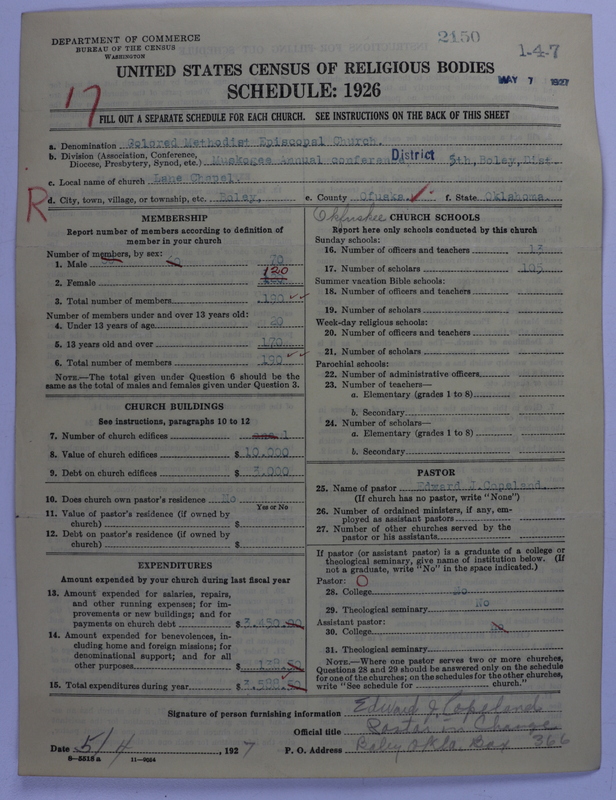 DEPARTMENT OF COMMERCE
BUREAU OF THE CENSUS
WASHINGTON
2150
1-4-7
UNITED STATES CENSUS OF RELIGIOUS BODIES
MAY 7 1927
SCHEDULE: 1926
17
FILL OUT A SEPARATE SCHEDULE FOR EACH CHURCH. SEE INSTRUCTIONS ON THE BACK OF THIS SHEET
a. Denomination Colored Methodist Episcopal Church.
b. Division (Association, Conference, Diocese, Presbytery, Synod, etc.) Muskogee Annual conference, District 5th, Boley, Dist.
c. Local name of church Lane Chapel.
R
d. City, town, village, or township, etc. Boley. e. County Ofuska. f. State Oklahoma.
Okfuskee
MEMBERSHIP
Report number of members according to definition of member in your church
Number of members, by sex:
1. Male 70
120
2. Female
3. Total number of members 190
Number of members under and over 13 years old:
4. Under 13 years of age 20
5. 13 years old and over 170
6. Total number of members 190
NOTE.—The total given under Question 6 should be the same as the total of males and females given under Question 3.
CHURCH BUILDINGS
See instructions, paragraphs 10 to 12
7. Number of church edifices one 1
8. Value of church edifices $ 10,000
9. Debt on church edifices $ 3,000
10. Does church own pastor's residence No
Yes or No
11. Value of pastor's residence (if owned by church) $
12. Debt on pastor's residence (if owned by church) $
EXPENDITURES
Amount expended by your church during last fiscal year
13. Amount expended for salaries, repairs, and other running expenses; for improvements or new buildings; and for payments on church debt $ 3,450.00
14. Amount expended for benevolences, including home and foreign missions; for denominational support; and for all other purposes
15. Total expenditures during year $ 3,588.50
CHURCH SCHOOLS
Report here only schools conducted by this church
Sunday schools:
16. Number of officers and teachers 13
17. Number of scholars 105
Summer vacation Bible schools:
18. Number of officers and teachers
19. Number of scholars
Week-day religious schools:
20. Number of officers and teachers
21. Number of scholars
Parochial schools:
22. Number of administrative officers
23. Number of teachers—
a. Elementary (grades 1 to 8)
b. Secondary
24. Number of scholars—
a. Elementary (grades 1 to 8)
b. Secondary
PASTOR
25. Name of pastor Edward J. Copeland.
(If church has no pastor, write "None")
26. Number of ordained ministers, if any, employed as assistant pastors
27. Number of other churches served by the pastor or his assistants
If pastor (or assistant pastor) is a graduate of a college or theological seminary, give name of institution below. (If not a graduate, write "No" in the space indicated.)
Pastor: O
28. College No
29. Theological seminary No
Assistant pastor:
30. College No
31. Theological seminary
NOTE.—Where one pastor serves two or more churches, Questions 28 and 29 should be answered only on the schedule for one of the churches; on the schedules for the other churches, write "See schedule for church."
Signature of person furnishing information Edward J Copeland
Official title Pastor in Charge
Date 5/4, 1927 P. O. Address Boley Okla. Box 366
8—5518 a 11—9024